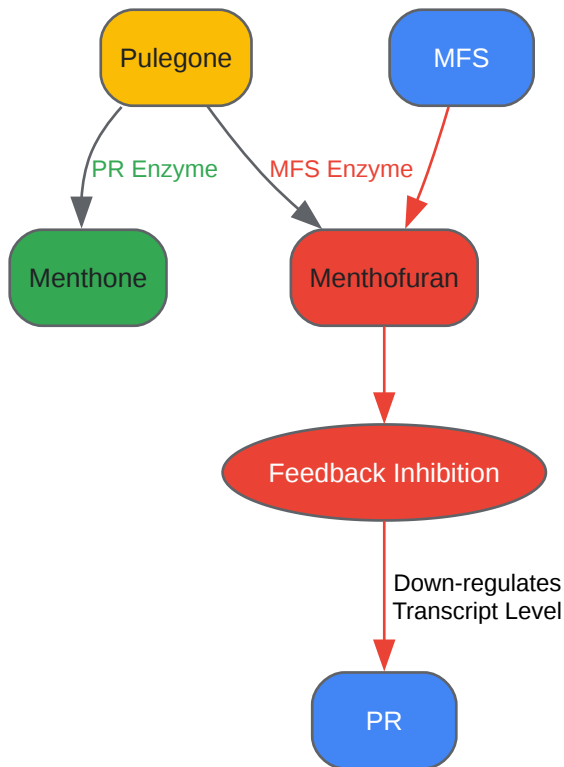 Pulegone
MFS
PR Enzyme
MFS Enzyme
Menthone
Menthofuran
Feedback Inhibition
Down-regulates
Transcript Level
PR